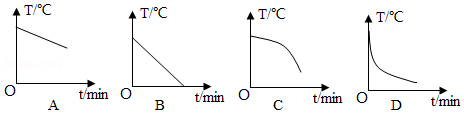 T/℃ T/℃ T/℃ T/℃
O t/min O t/min O t/min O t/min
A B C D